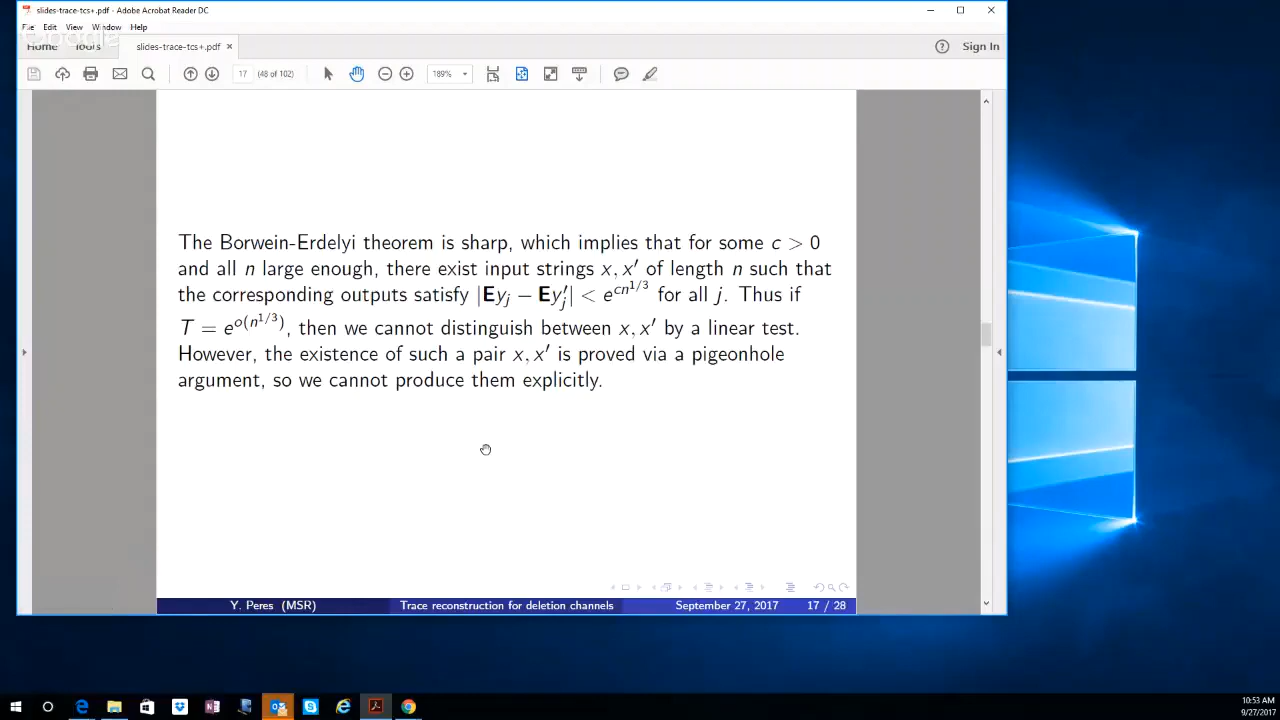 slides-trace-tcs+.pdf - Adobe Acrobat Reader DC
File Edit View Window Help
Home Tools slides-trace-tcs+.pdf × Sign In
17 (48 of 102) 189%
The Borwein-Erdelyi theorem is sharp, which implies that for some c > 0
and all n large enough, there exist input strings x, x′ of length n such that
the corresponding outputs satisfy |Ey_j − Ey′_j| < e^{cn^{1/3}} for all j. Thus if
T = e^{o(n^{1/3})}, then we cannot distinguish between x, x′ by a linear test.
However, the existence of such a pair x, x′ is proved via a pigeonhole
argument, so we cannot produce them explicitly.
Y. Peres (MSR) Trace reconstruction for deletion channels September 27, 2017 17 / 28
10:53 AM
9/27/2017